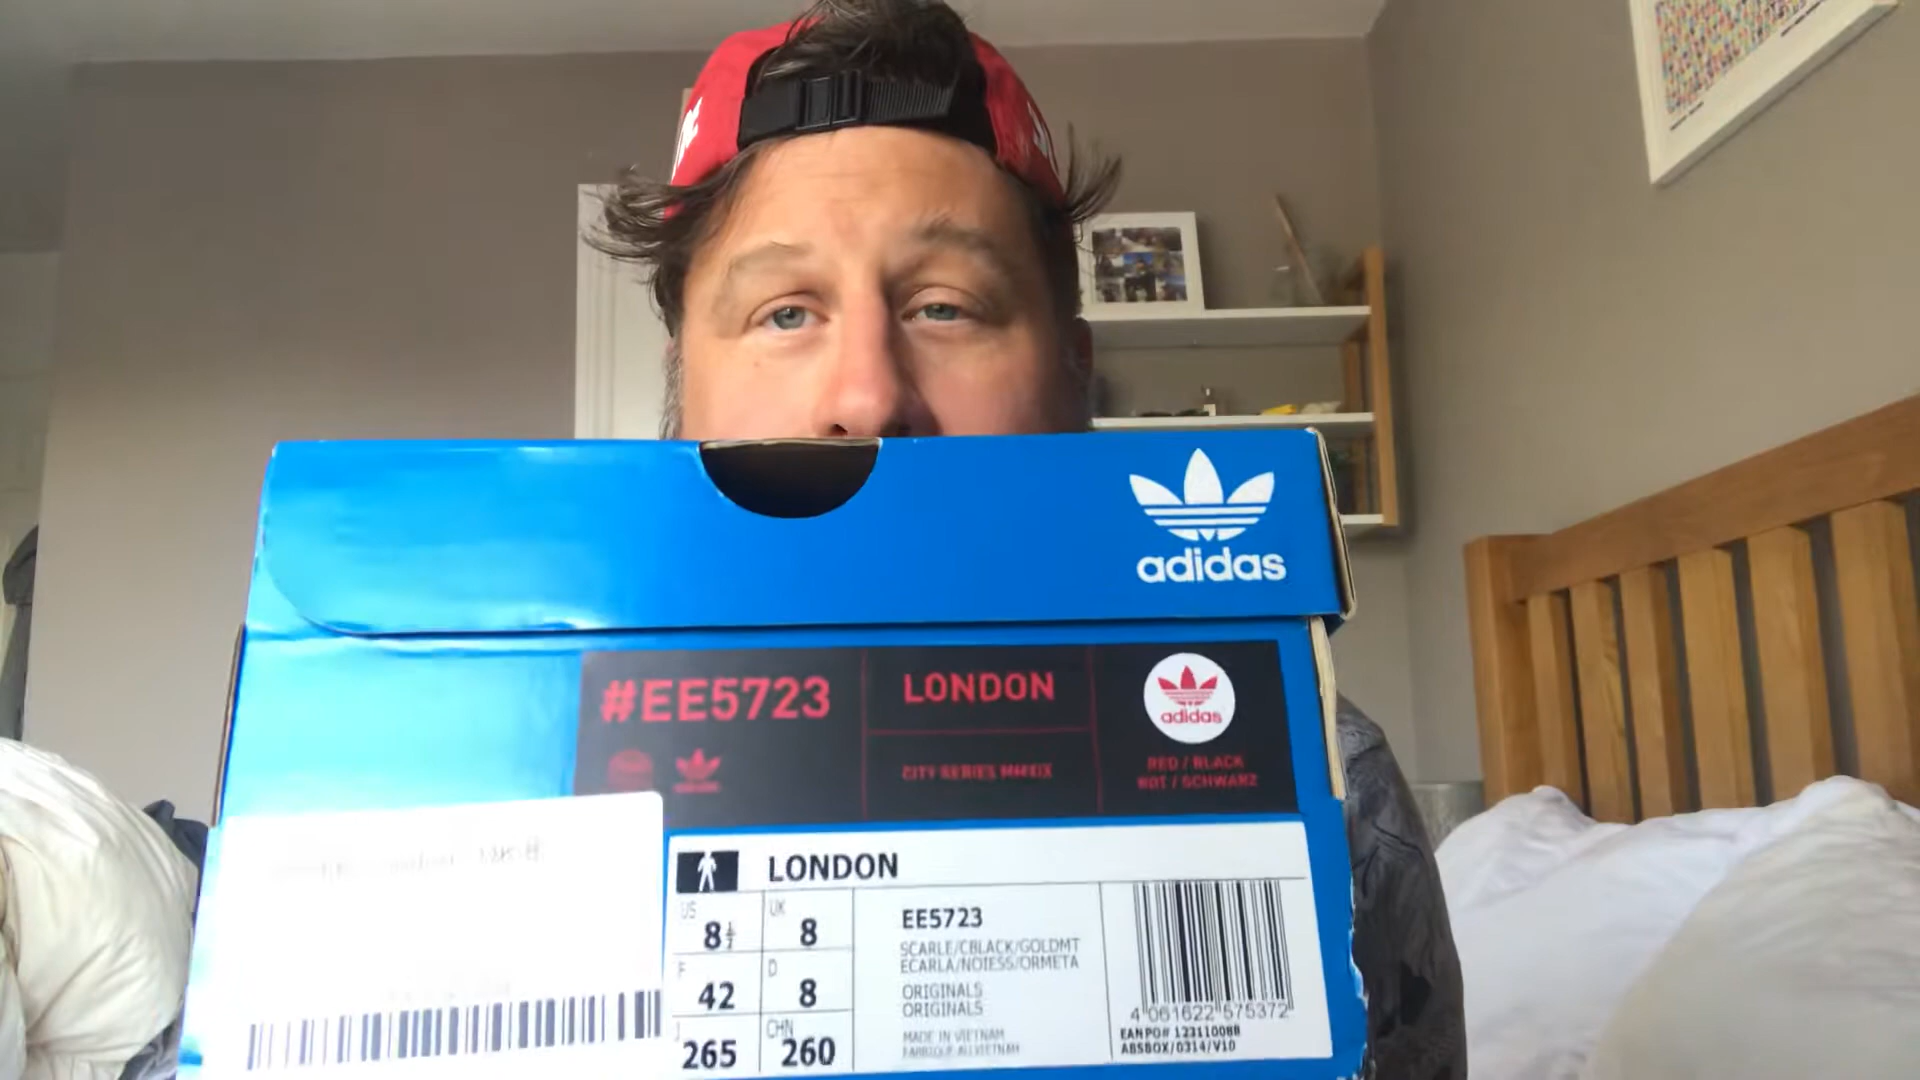 adidas
#EE5723
LONDON
CITY SERIES MMXIX
adidas
RED / BLACK
ROT / SCHWARZ
LONDON
US
8½
UK
8
F
42
D
8
J
265
CHN
260
EE5723
SCARLE/CBLACK/GOLDMT
ECARLA/NOIESS/ORMETA
ORIGINALS
ORIGINALS
MADE IN VIETNAM
FABRIQUE AU VIETNAM
4 061622 575372
EAN PO# 123110088
ABSBOX/0314/V10